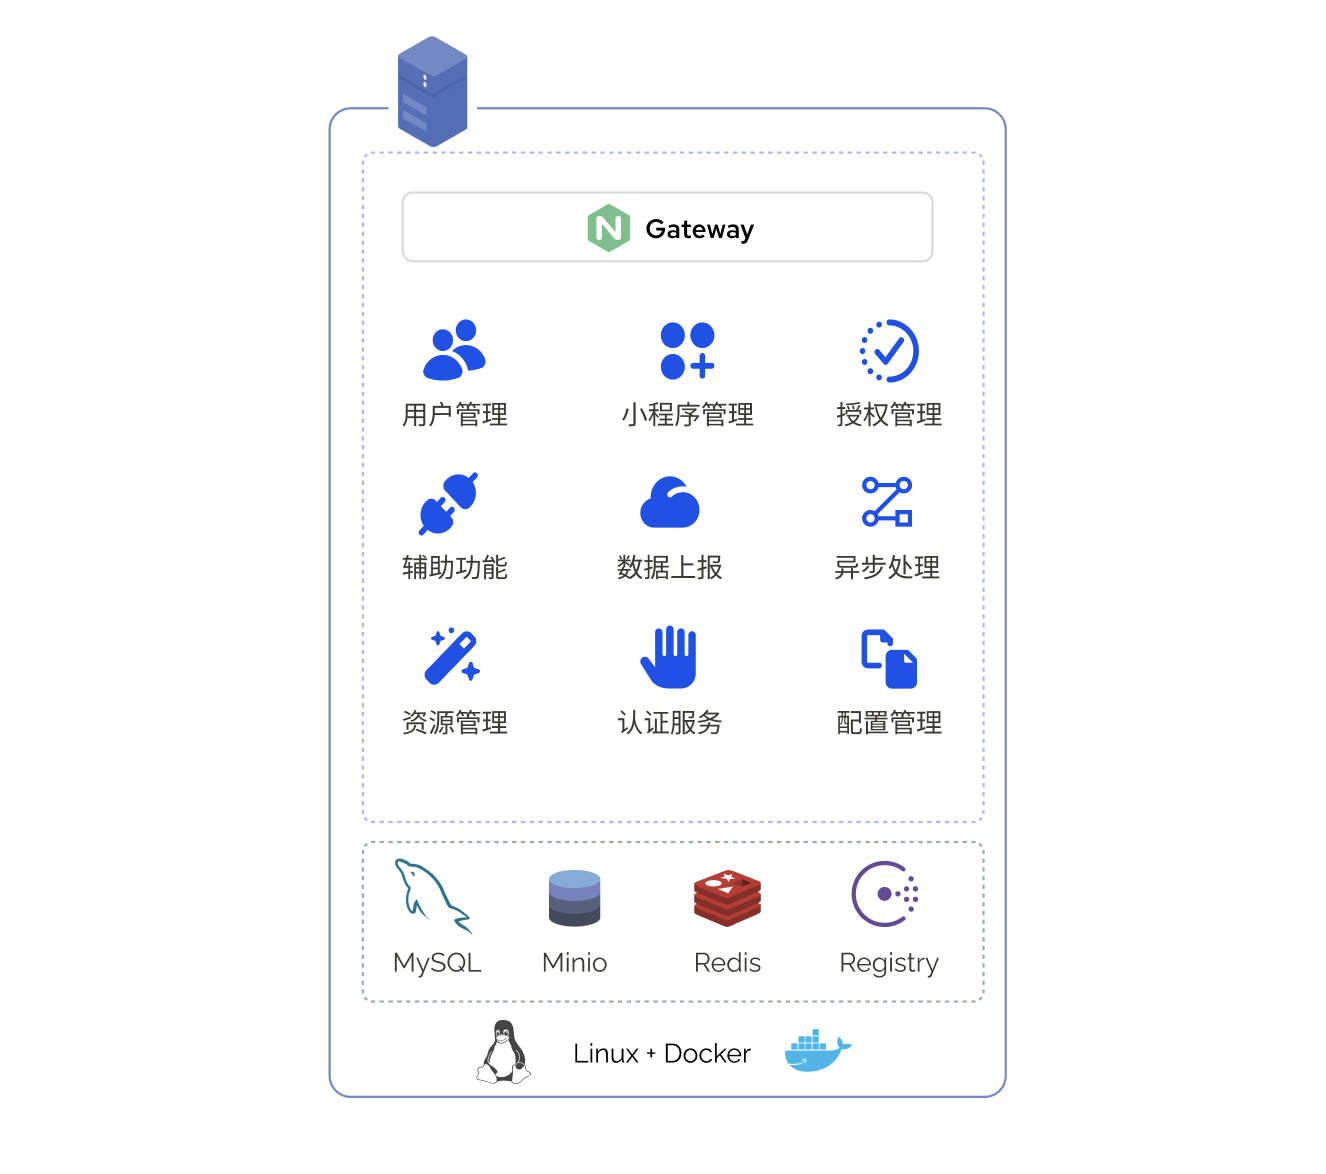 Gateway
用户管理 小程序管理 授权管理
辅助功能 数据上报 异步处理
资源管理 认证服务 配置管理
MySQL Minio Redis Registry
Linux + Docker